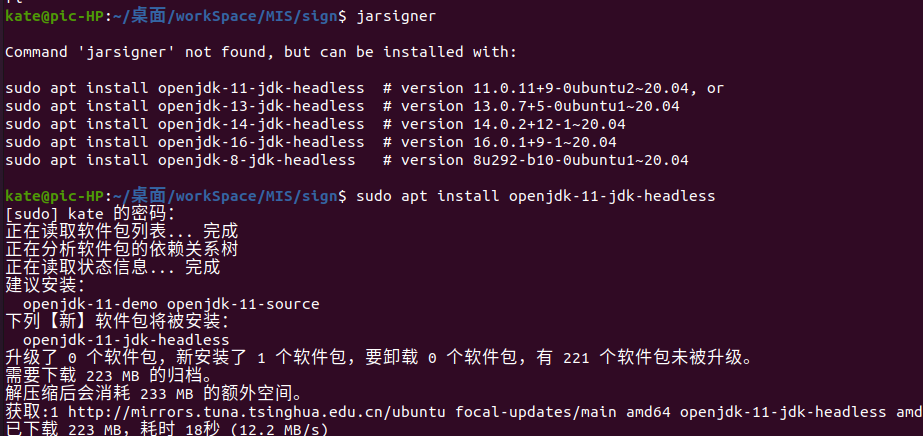 kate@pic-HP:~/桌面/workSpace/MIS/sign$ jarsigner
Command 'jarsigner' not found, but can be installed with:
sudo apt install openjdk-11-jdk-headless  # version 11.0.11+9-0ubuntu2~20.04, or
sudo apt install openjdk-13-jdk-headless  # version 13.0.7+5-0ubuntu1~20.04
sudo apt install openjdk-14-jdk-headless  # version 14.0.2+12-1~20.04
sudo apt install openjdk-16-jdk-headless  # version 16.0.1+9-1~20.04
sudo apt install openjdk-8-jdk-headless   # version 8u292-b10-0ubuntu1~20.04
kate@pic-HP:~/桌面/workSpace/MIS/sign$ sudo apt install openjdk-11-jdk-headless
[sudo] kate 的密码：
正在读取软件包列表... 完成
正在分析软件包的依赖关系树
正在读取状态信息... 完成
建议安装：
  openjdk-11-demo openjdk-11-source
下列【新】软件包将被安装：
  openjdk-11-jdk-headless
升级了 0 个软件包，新安装了 1 个软件包，要卸载 0 个软件包，有 221 个软件包未被升级。
需要下载 223 MB 的归档。
解压缩后会消耗 233 MB 的额外空间。
获取:1 http://mirrors.tuna.tsinghua.edu.cn/ubuntu focal-updates/main amd64 openjdk-11-jdk-headless amd
已下载 223 MB，耗时 18秒 (12.2 MB/s)